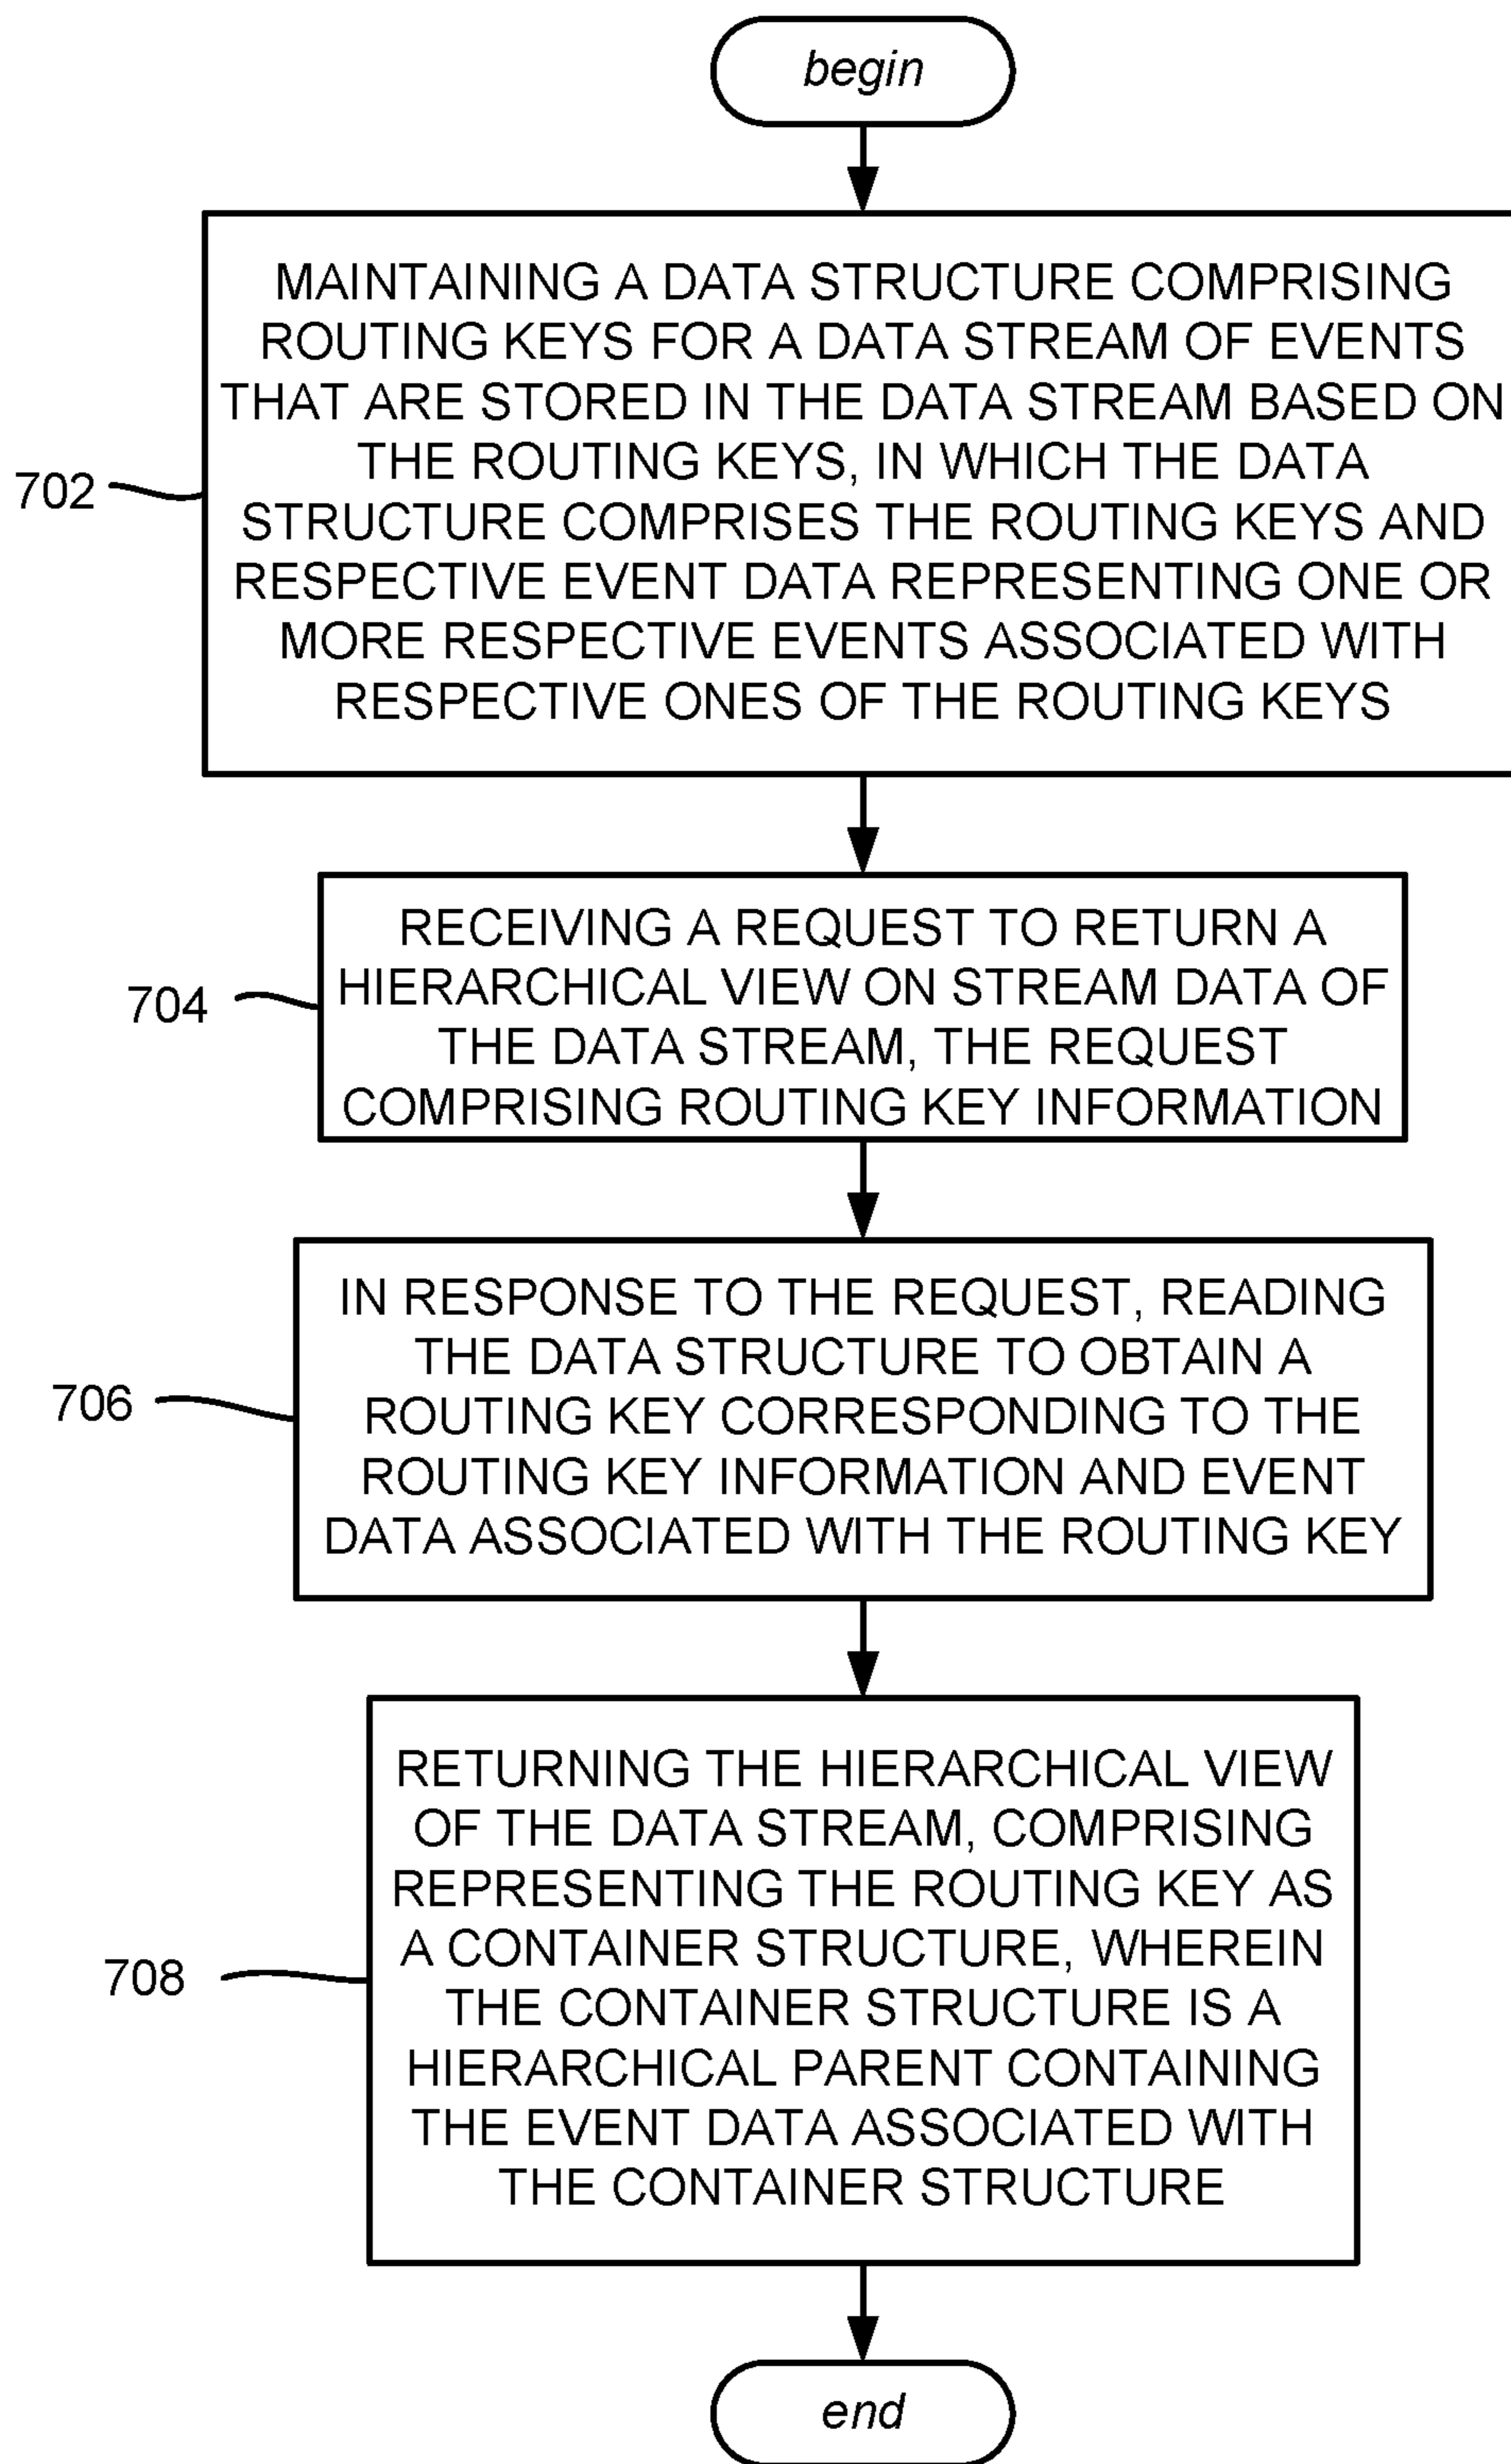 begin
MAINTAINING A DATA STRUCTURE COMPRISING
ROUTING KEYS FOR A DATA STREAM OF EVENTS
THAT ARE STORED IN THE DATA STREAM BASED ON
THE ROUTING KEYS, IN WHICH THE DATA
STRUCTURE COMPRISES THE ROUTING KEYS AND
RESPECTIVE EVENT DATA REPRESENTING ONE OR
MORE RESPECTIVE EVENTS ASSOCIATED WITH
RESPECTIVE ONES OF THE ROUTING KEYS
702
RECEIVING A REQUEST TO RETURN A
HIERARCHICAL VIEW ON STREAM DATA OF
THE DATA STREAM, THE REQUEST
COMPRISING ROUTING KEY INFORMATION
704
IN RESPONSE TO THE REQUEST, READING
THE DATA STRUCTURE TO OBTAIN A
ROUTING KEY CORRESPONDING TO THE
ROUTING KEY INFORMATION AND EVENT
DATA ASSOCIATED WITH THE ROUTING KEY
706
RETURNING THE HIERARCHICAL VIEW
OF THE DATA STREAM, COMPRISING
REPRESENTING THE ROUTING KEY AS
A CONTAINER STRUCTURE, WHEREIN
THE CONTAINER STRUCTURE IS A
HIERARCHICAL PARENT CONTAINING
THE EVENT DATA ASSOCIATED WITH
THE CONTAINER STRUCTURE
708
end